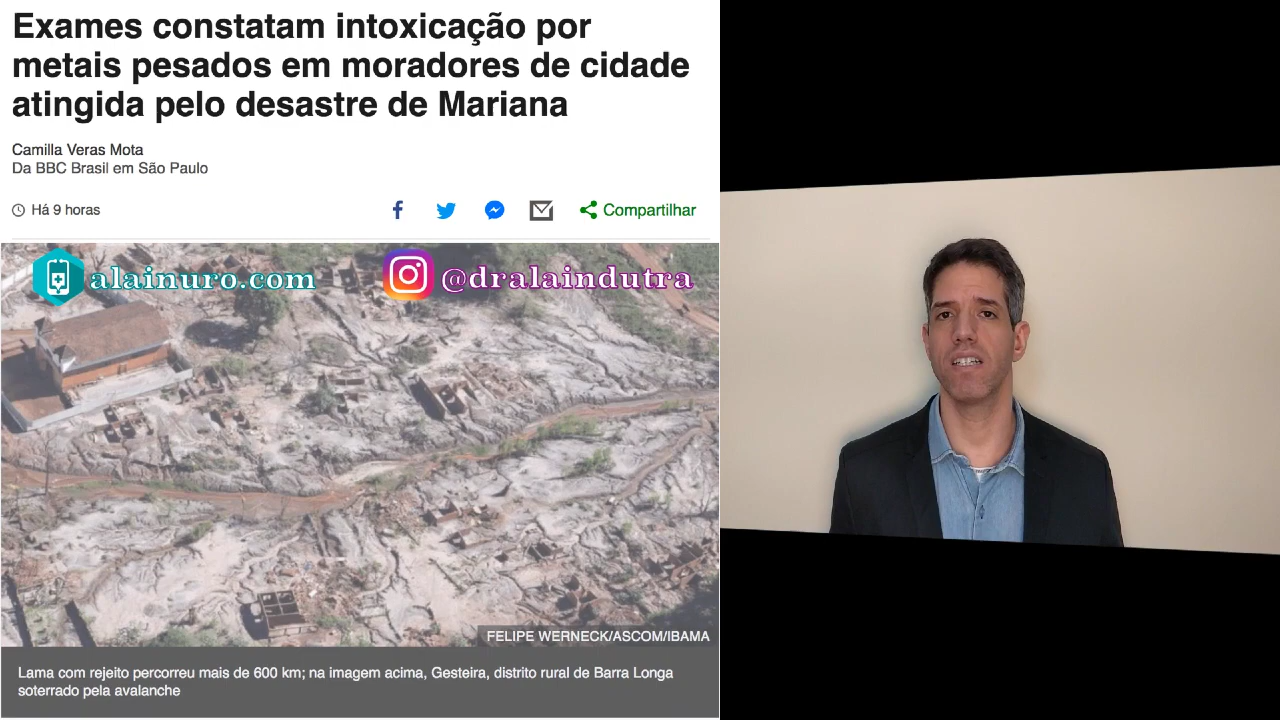 Exames constatam intoxicação por
metais pesados em moradores de cidade
atingida pelo desastre de Mariana
Camilla Veras Mota
Da BBC Brasil em São Paulo
Há 9 horas
Compartilhar
alainuro.com
@dralaindutra
FELIPE WERNECK/ASCOM/IBAMA
Lama com rejeito percorreu mais de 600 km; na imagem acima, Gesteira, distrito rural de Barra Longa
soterrado pela avalanche